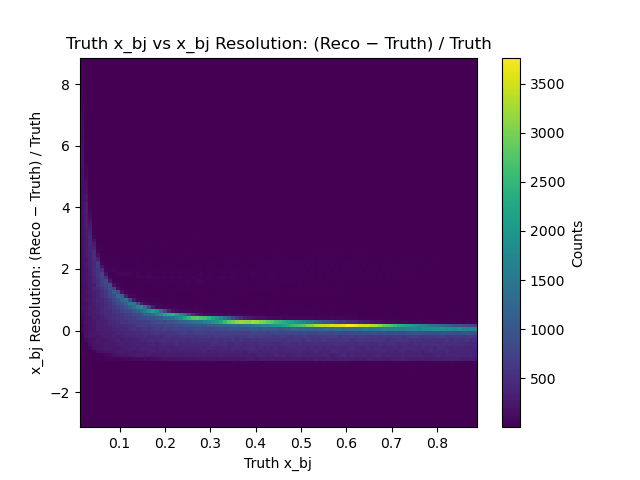 Truth x_bj vs x_bj Resolution: (Reco − Truth) / Truth
x_bj Resolution: (Reco − Truth) / Truth
8
6
4
2
0
−2
0.1 0.2 0.3 0.4 0.5 0.6 0.7 0.8
Truth x_bj
3500
3000
2500
2000
1500
1000
500
Counts